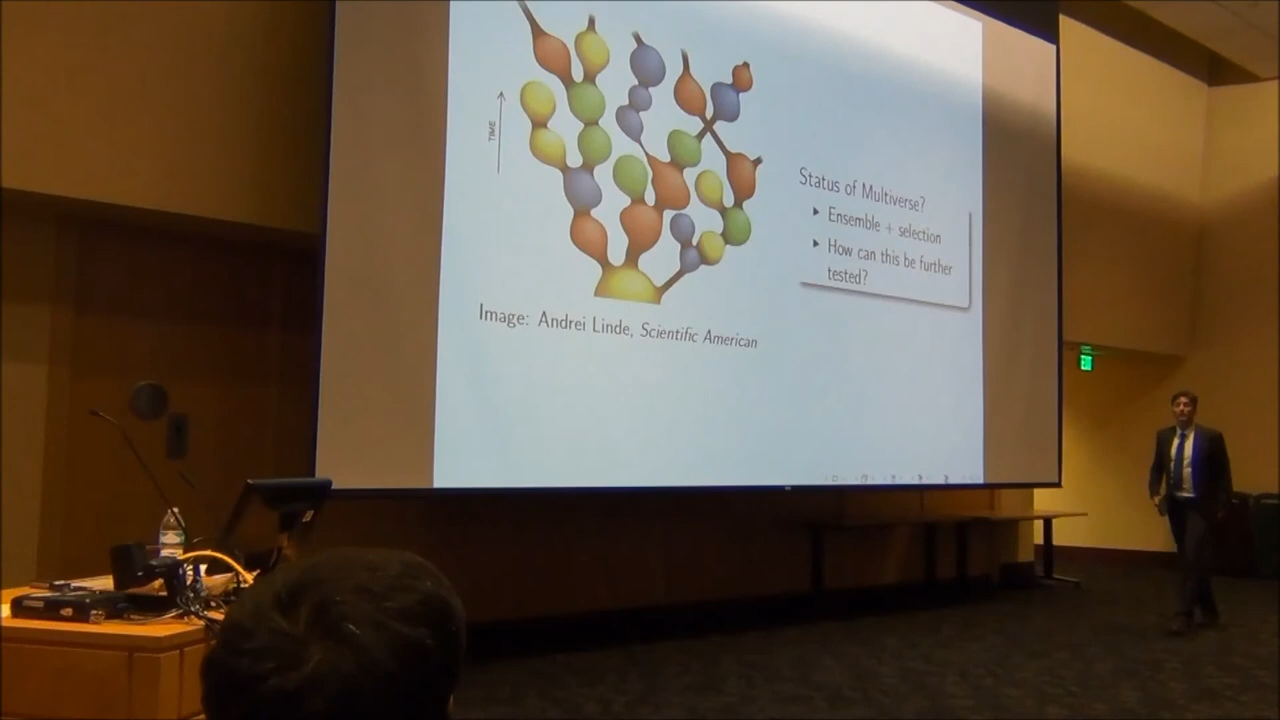 TIME
Status of Multiverse?
Ensemble + selection
How can this be further
tested?
Image: Andrei Linde, Scientific American